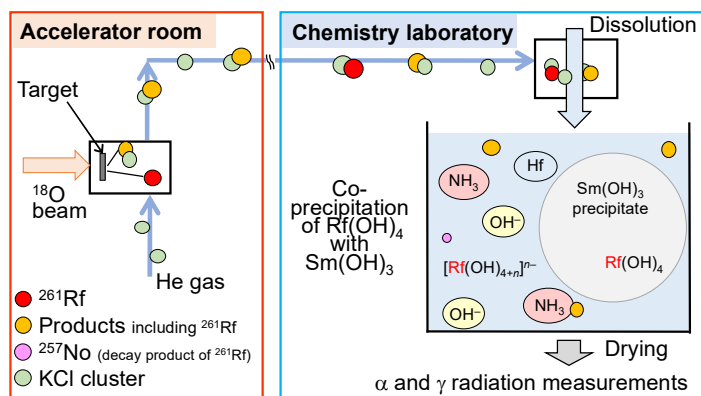 Accelerator room
Target
¹⁸O
beam
He gas
²⁶¹Rf
Products including ²⁶¹Rf
²⁵⁷No (decay product of ²⁶¹Rf)
KCl cluster
Chemistry laboratory
Dissolution
Co-
precipitation
of Rf(OH)₄
with
Sm(OH)₃
NH₃
Hf
OH⁻
Sm(OH)₃
precipitate
Rf(OH)₄
[Rf(OH)₄₊ₙ]ⁿ⁻
NH₃
OH⁻
Drying
α and γ radiation measurements